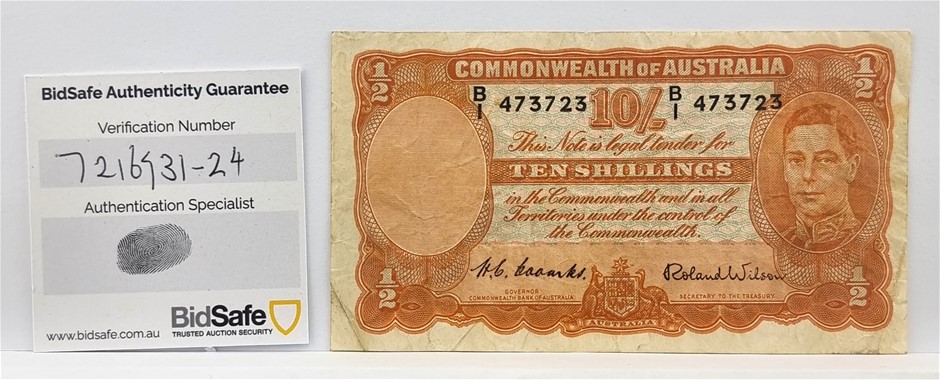 BidSafe Authenticity Guarantee
Verification Number
7216931-24
Authentication Specialist
www.bidsafe.com.au
BidSafe
TRUSTED AUCTION SECURITY
1/2
COMMONWEALTH OF AUSTRALIA
1/2
B/1 473723
10/-
B/1 473723
This Note is legal tender for
TEN SHILLINGS
in the Commonwealth and in all
Territories under the control of
the Commonwealth.
H.C. Coombs.
Roland Wilson
GOVERNOR
COMMONWEALTH BANK OF AUSTRALIA
SECRETARY TO THE TREASURY.
1/2
AUSTRALIA
1/2